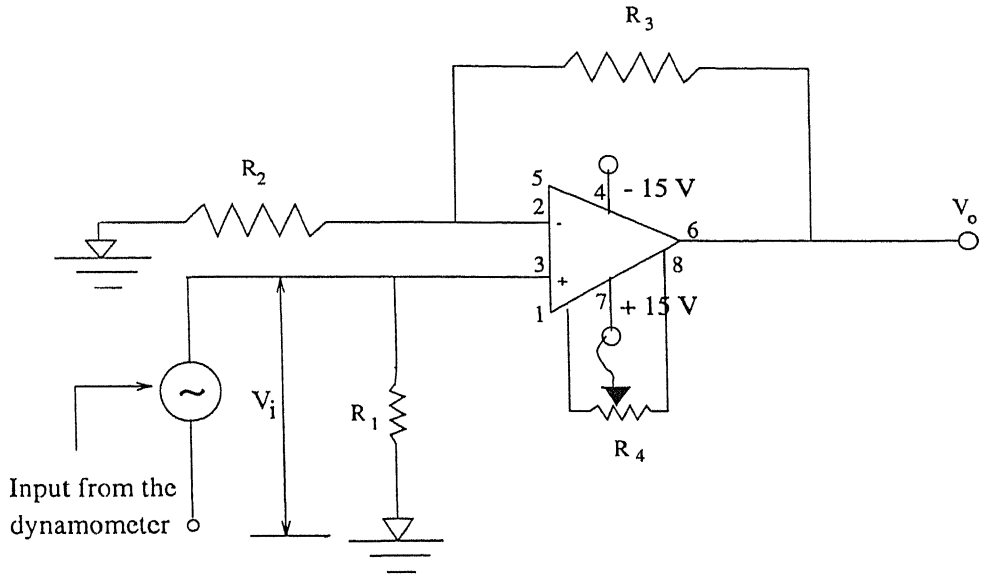 R3
R2
5
4
- 15 V
2
-
6
Vo
3
+
8
7
+ 15 V
1
~
Vi
R1
R4
Input from the
dynamometer